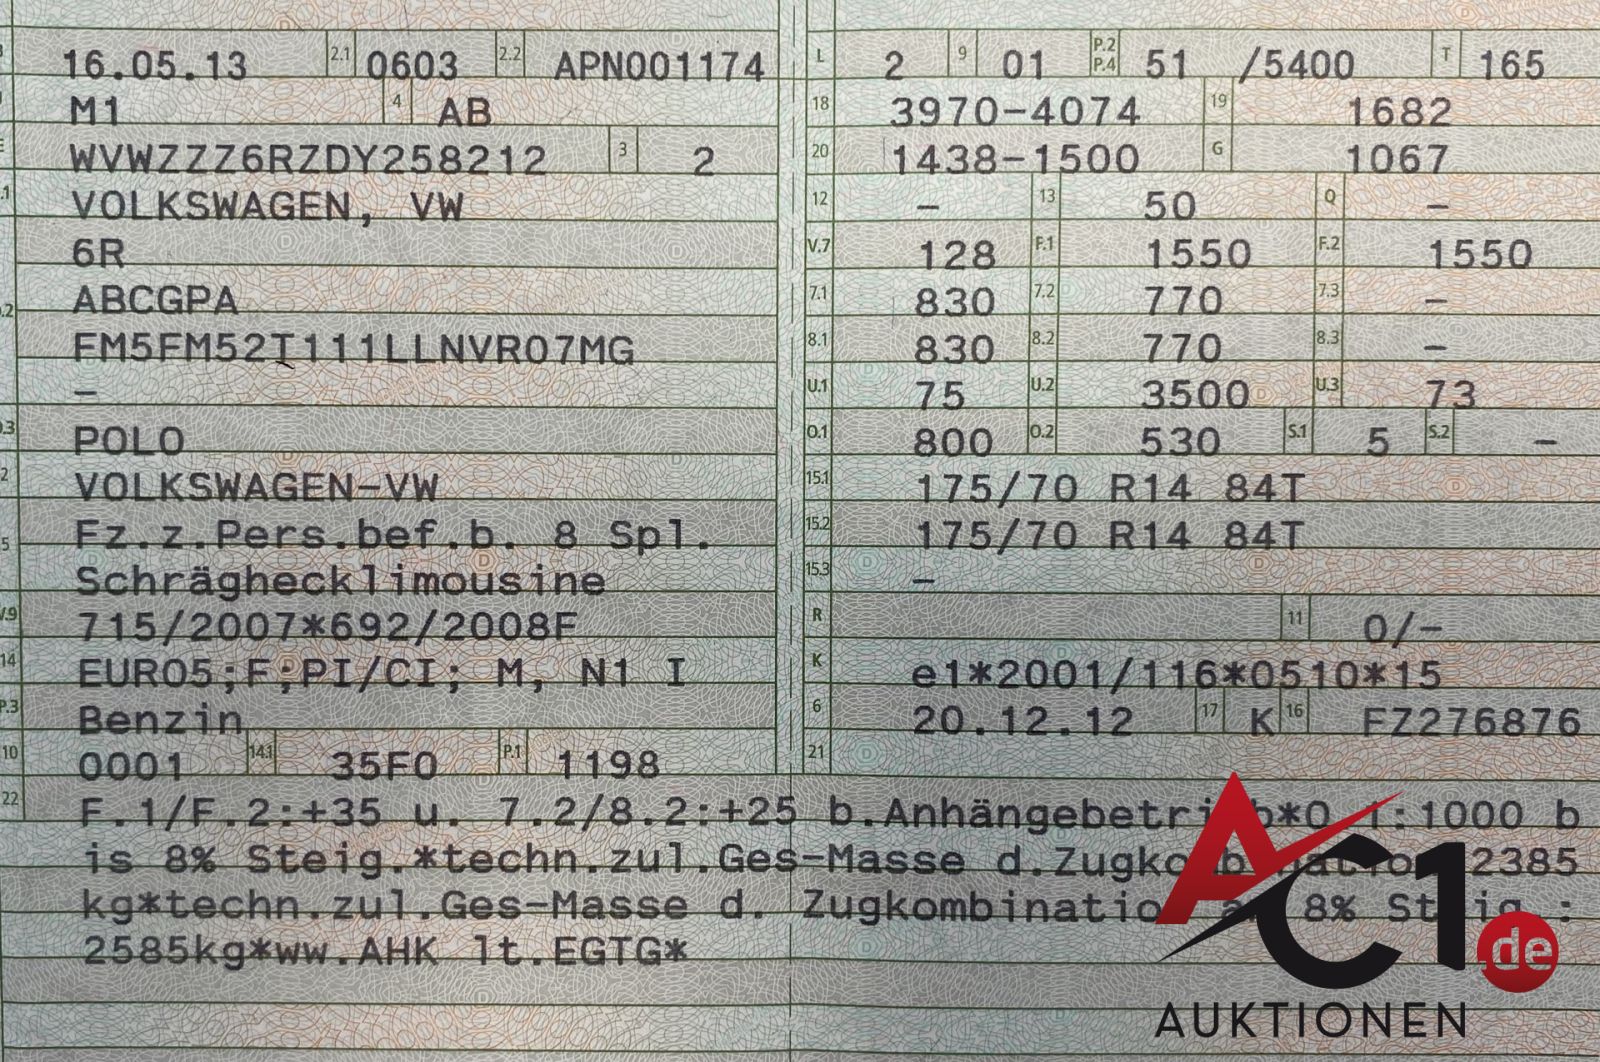 16.05.13 2.1 0603 2.2 APN001174
M1 4 AB
WVWZZZ6RZDY258212 3 2
VOLKSWAGEN, VW
6R
ABCGPA
FM5FM52T111LLNVR07MG
–
POLO
VOLKSWAGEN-VW
Fz.z.Pers.bef.b. 8 Spl.
Schräghecklimousine
715/2007*692/2008F
14 EURO5;F;PI/CI; M, N1 I
P.3 Benzin
10 0001 14.1 35F0 P.1 1198
L 2 9 01 P.2 P.4 51 /5400 T 165
18 3970-4074 19 1682
20 1438-1500 G 1067
12 – 13 50 Q –
V.7 128 F.1 1550 F.2 1550
7.1 830 7.2 770 7.3 –
8.1 830 8.2 770 8.3 –
U.1 75 U.2 3500 U.3 73
O.1 800 O.2 530 S.1 5 S.2 –
15.1 175/70 R14 84T
15.2 175/70 R14 84T
15.3 –
R 11 0/–
K e1*2001/116*0510*15
6 20.12.12 17 K 16 FZ276876
21
22 F.1/F.2:+35 u. 7.2/8.2:+25 b.Anhängebetrieb*O.1:1000 b
is 8% Steig.*techn.zul.Ges-Masse d.Zugkombination 2385
kg*techn.zul.Ges-Masse d. Zugkombination 8% Steig.:
2585kg*ww.AHK lt.EGTG*
AC1.de
AUKTIONEN